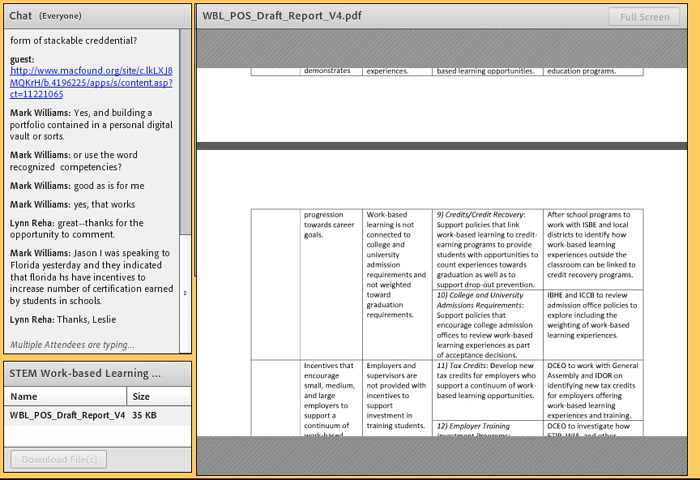 Chat (Everyone)
form of stackable creddential?
guest:
http://www.macfound.org/site/c.lkLXJ8
MQKrH/b.4196225/apps/s/content.asp?
ct=11221065
Mark Williams: Yes, and building a
portfolio contained in a personal digital
vault or sorts.
Mark Williams: or use the word
recognized competencies?
Mark Williams: good as is for me
Mark Williams: yes, that works
Lynn Reha: great--thanks for the
opportunity to comment.
Mark Williams: Jason I was speaking to
Florida yesterday and they indicated
that florida hs have incentives to
increase number of certification earned
by students in schools.
Lynn Reha: Thanks, Leslie
Multiple Attendees are typing...
STEM Work-based Learning ...
Name Size
WBL_POS_Draft_Report_V4 35 KB
Download File(s)
WBL_POS_Draft_Report_V4.pdf Full Screen
demonstrates
experiences.
based learning opportunities.
education programs.
progression
towards career
goals.
Work-based
learning is not
connected to
college and
university
admission
requirements and
not weighted
toward
graduation
requirements.
9) Credits/Credit Recovery:
Support policies that link
work-based learning to credit-
earning programs to provide
students with opportunities to
count experiences towards
graduation as well as to
support drop-out prevention.
After school programs to
work with ISBE and local
districts to identify how
work-based learning
experiences outside the
classroom can be linked to
credit recovery programs.
10) College and University
Admissions Requirements:
Support policies that
encourage college admission
offices to review work-based
learning experiences as part
of acceptance decisions.
IBHE and ICCB to review
admission office policies to
explore including the
weighting of work-based
learning experiences.
Incentives that
encourage
small, medium,
and large
employers to
support a
continuum of
work-based
Employers and
supervisors are
not provided with
incentives to
support
investment in
training students.
11) Tax Credits: Develop new
tax credits for employers who
support a continuum of work-
based learning opportunities.
DCEO to work with General
Assembly and IDOR on
identifying new tax credits
for employers offering
work-based learning
experiences and training.
12) Employer Training
Investment Programs:
DCEO to investigate how
ETIP, WIA, and other